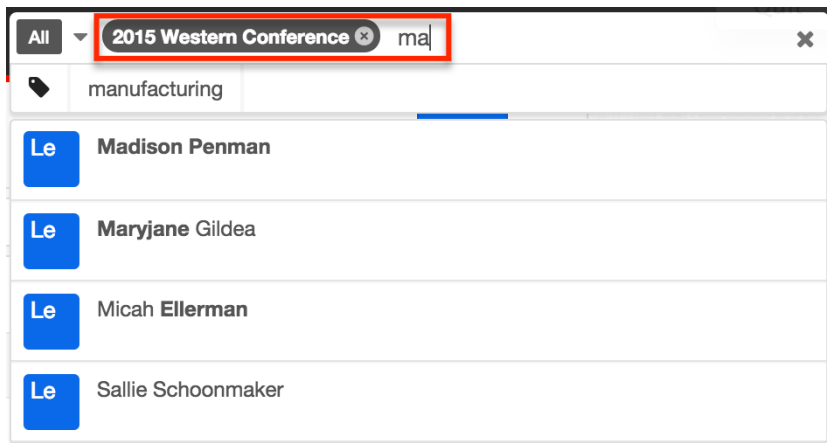 All 2015 Western Conference ma
manufacturing
Le Madison Penman
Le Maryjane Gildea
Le Micah Ellerman
Le Sallie Schoonmaker